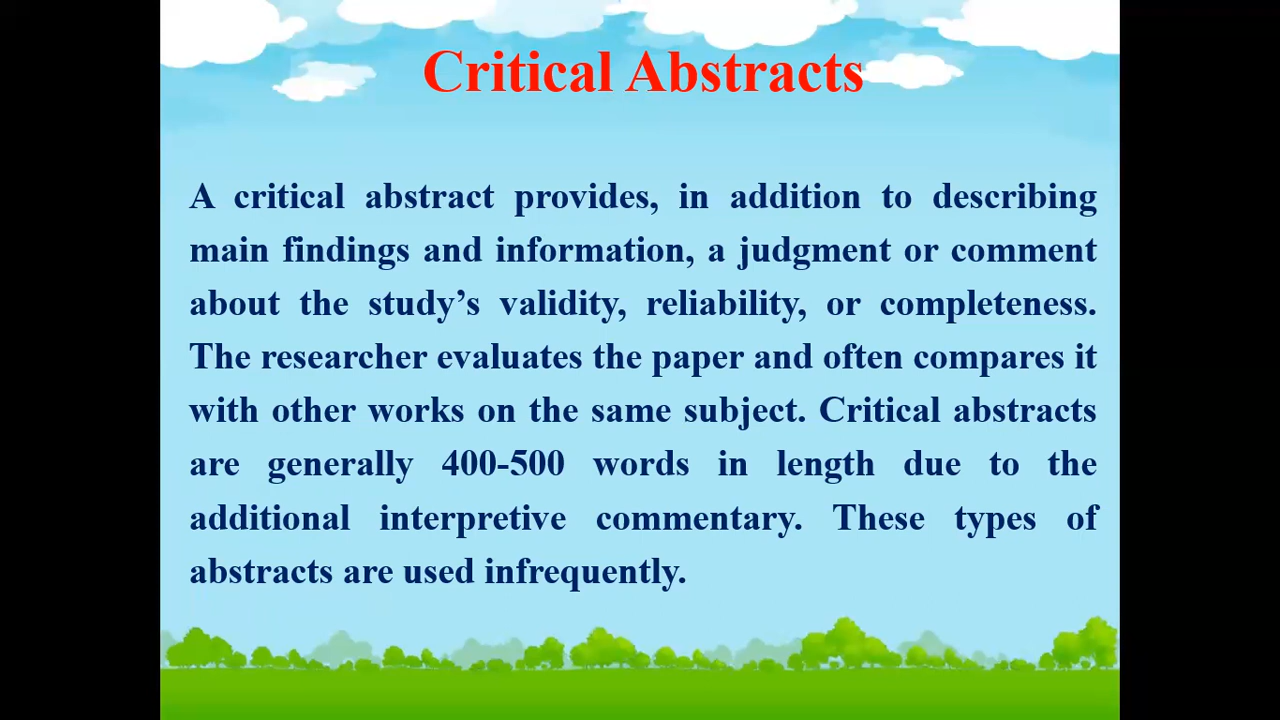 Critical Abstracts
A critical abstract provides, in addition to describing
main findings and information, a judgment or comment
about the study’s validity, reliability, or completeness.
The researcher evaluates the paper and often compares it
with other works on the same subject. Critical abstracts
are generally 400-500 words in length due to the
additional interpretive commentary. These types of
abstracts are used infrequently.